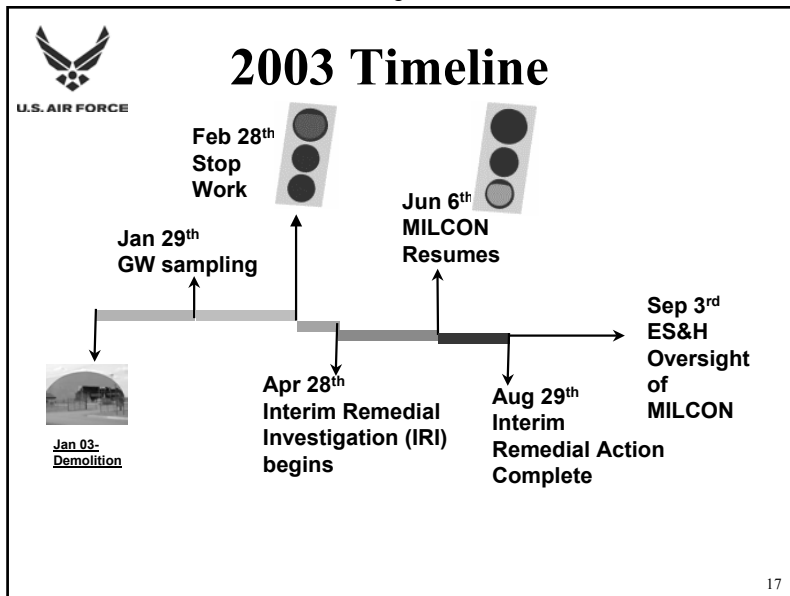 2003 Timeline
U.S. AIR FORCE
Feb 28th
Stop
Work
Jun 6th
MILCON
Resumes
Jan 29th
GW sampling
Sep 3rd
ES&H
Oversight
of
MILCON
Apr 28th
Interim Remedial
Investigation (IRI)
begins
Aug 29th
Interim
Remedial Action
Complete
Jan 03-
Demolition
17